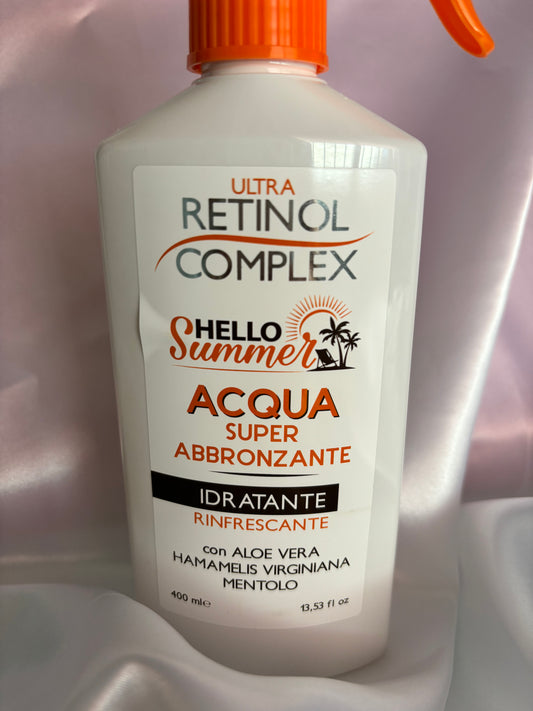 ULTRA
RETINOL
COMPLEX
HELLO
Summer
ACQUA
SUPER
ABBRONZANTE
IDRATANTE
RINFRESCANTE
con ALOE VERA
HAMAMELIS VIRGINIANA
MENTOLO
400 ml℮ 13,53 fl oz